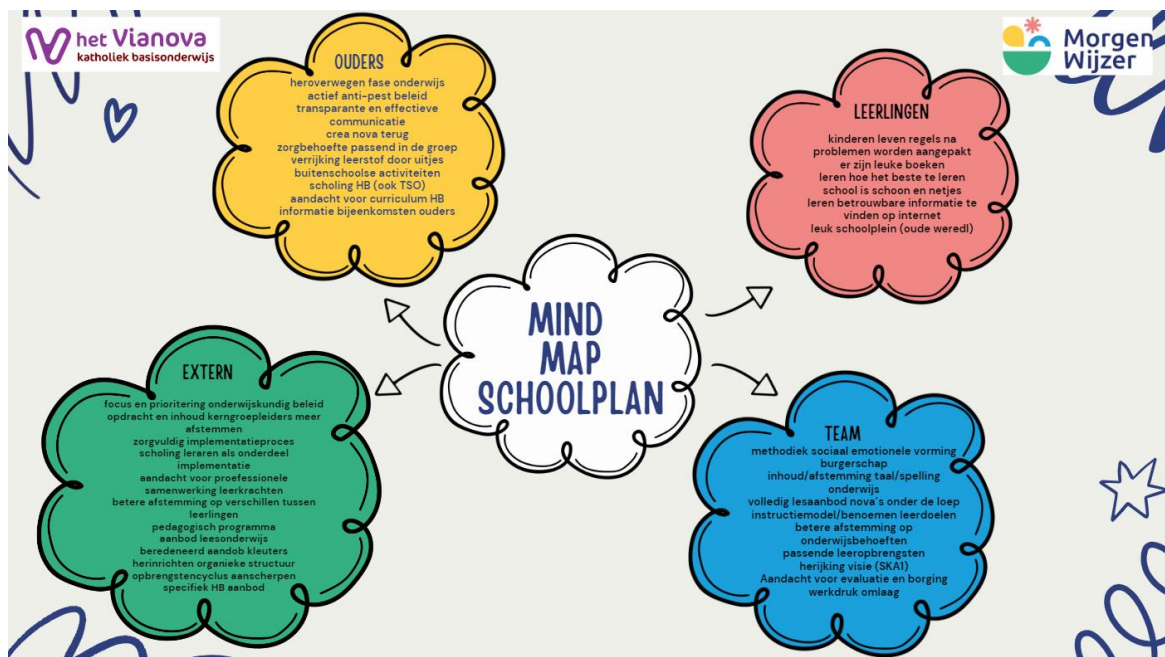 het Vianova
katholiek basisonderwijs
Morgen
Wijzer
OUDERS
heroverwegen fase onderwijs
actief anti-pest beleid
transparante en effectieve
communicatie
crea nova terug
zorgbehoefte passend in de groep
verrijking leerstof door uitjes
buitenschoolse activiteiten
scholing HB (ook TSO)
aandacht voor curriculum HB
informatie bijeenkomsten ouders
LEERLINGEN
kinderen leven regels na
problemen worden aangepakt
er zijn leuke boeken
leren hoe het beste te leren
school is schoon en netjes
leren betrouwbare informatie te
vinden op internet
leuk schoolplein (oude weredl)
MIND
MAP
SCHOOLPLAN
EXTERN
focus en prioritering onderwijskundig beleid
opdracht en inhoud kerngroepleiders meer
afstemmen
zorgvuldig implementatieproces
scholing leraren als onderdeel
implementatie
aandacht voor proefessionele
samenwerking leerkrachten
betere afstemming op verschillen tussen
leerlingen
pedagogisch programma
aanbod leesonderwijs
beredeneerd aandob kleuters
herinrichten organieke structuur
opbrengstencyclus aanscherpen
specifiek HB aanbod
TEAM
methodiek sociaal emotionele vorming
burgerschap
inhoud/afstemming taal/spelling
onderwijs
volledig lesaanbod nova's onder de loep
instructiemodel/benoemen leerdoelen
betere afstemming op
onderwijsbehoeften
passende leeropbrengsten
herijking visie (SKA1)
Aandacht voor evaluatie en borging
werkdruk omlaag